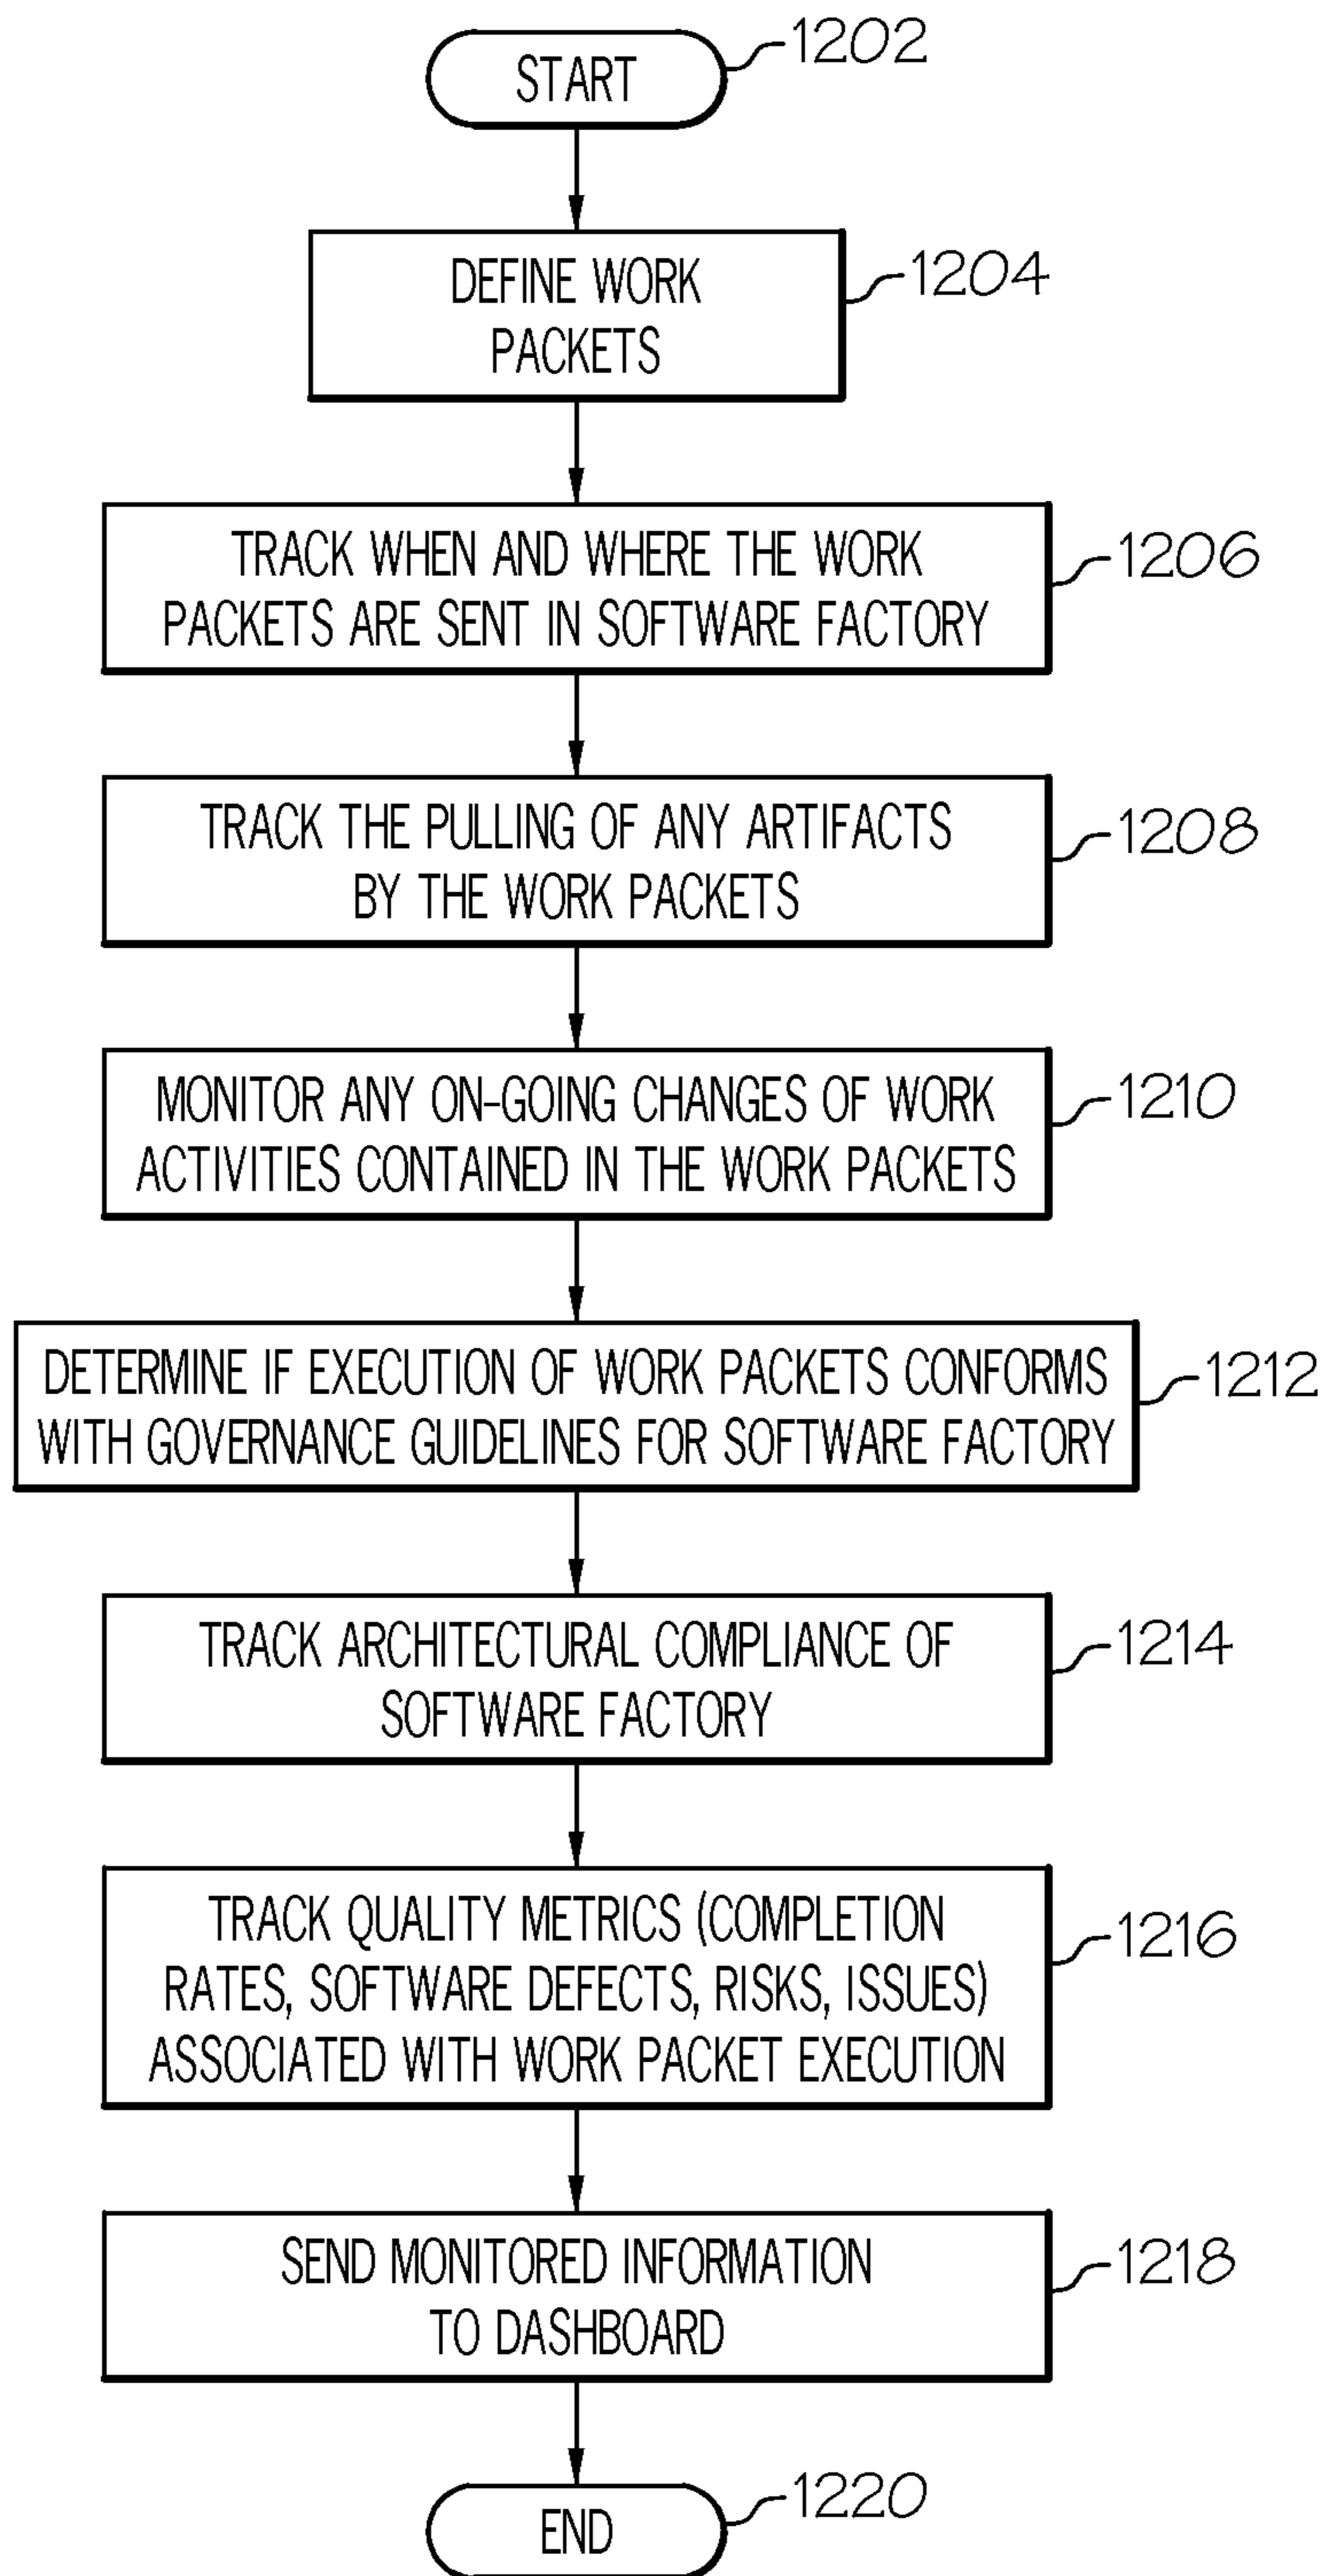 START
1202
DEFINE WORK
PACKETS
1204
TRACK WHEN AND WHERE THE WORK
PACKETS ARE SENT IN SOFTWARE FACTORY
1206
TRACK THE PULLING OF ANY ARTIFACTS
BY THE WORK PACKETS
1208
MONITOR ANY ON-GOING CHANGES OF WORK
ACTIVITIES CONTAINED IN THE WORK PACKETS
1210
DETERMINE IF EXECUTION OF WORK PACKETS CONFORMS
WITH GOVERNANCE GUIDELINES FOR SOFTWARE FACTORY
1212
TRACK ARCHITECTURAL COMPLIANCE OF
SOFTWARE FACTORY
1214
TRACK QUALITY METRICS (COMPLETION
RATES, SOFTWARE DEFECTS, RISKS, ISSUES)
ASSOCIATED WITH WORK PACKET EXECUTION
1216
SEND MONITORED INFORMATION
TO DASHBOARD
1218
END
1220